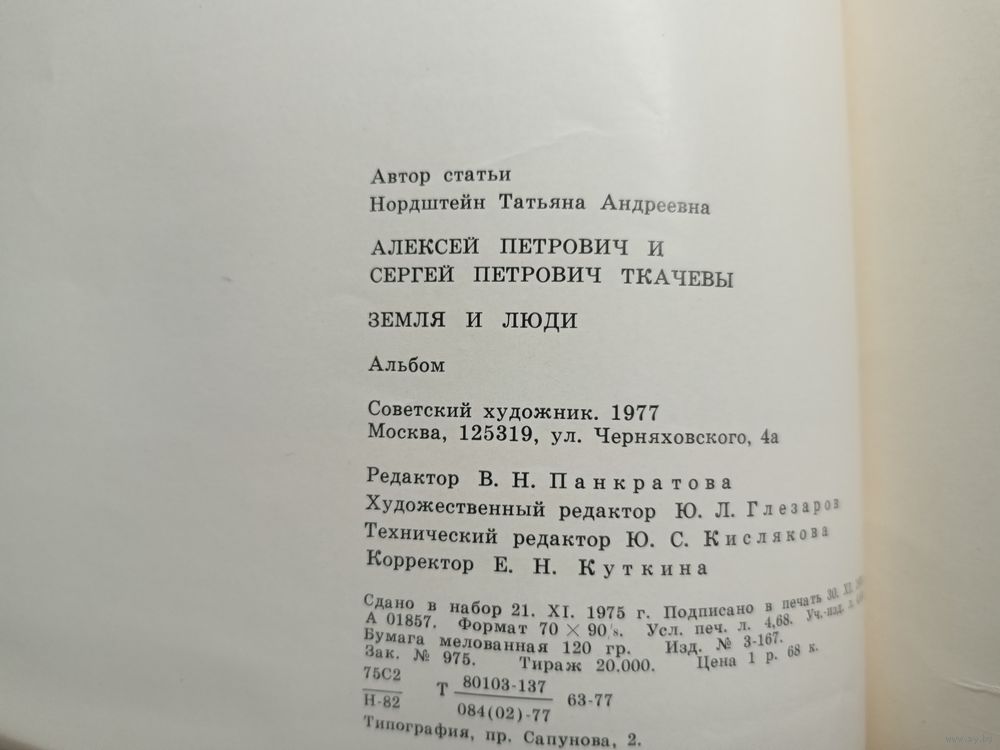 Автор статьи
Нордштейн Татьяна Андреевна
АЛЕКСЕЙ ПЕТРОВИЧ И
СЕРГЕЙ ПЕТРОВИЧ ТКАЧЕВЫ
ЗЕМЛЯ И ЛЮДИ
Альбом
Советский художник. 1977
Москва, 125319, ул. Черняховского, 4а
Редактор В. Н. Панкратова
Художественный редактор Ю. Л. Глезаров
Технический редактор Ю. С. Кислякова
Корректор Е. Н. Куткина
Сдано в набор 21. XI. 1975 г. Подписано в печать 30. XI.
А 01857. Формат 70 × 90 Усл. печ. л. 4,68. Уч.-изд. л.
Бумага мелованная 120 гр. Изд. № 3-167.
Зак. № 975. Тираж 20.000. Цена 1 р. 68 к.
75С2
Н-82
Т 80103-137
084(02)-77
63-77
Типография, пр. Сапунова, 2.